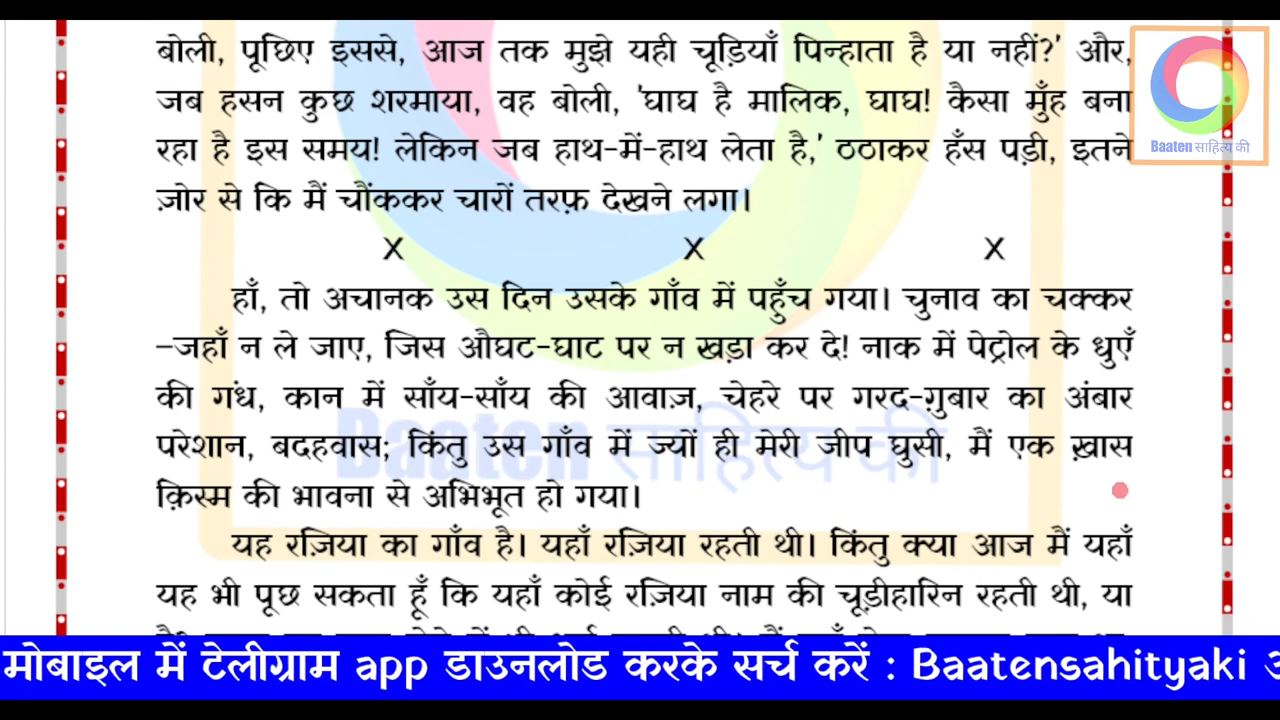 बोली, पूछिए इससे, आज तक मुझे यही चूड़ियाँ पिन्हाता है या नहीं?' और,
जब हसन कुछ शरमाया, वह बोली, 'घाघ है मालिक, घाघ! कैसा मुँह बना
रहा है इस समय! लेकिन जब हाथ-में-हाथ लेता है,' ठठाकर हँस पड़ी, इतने
ज़ोर से कि मैं चौंककर चारों तरफ़ देखने लगा।
X X X
हाँ, तो अचानक उस दिन उसके गाँव में पहुँच गया। चुनाव का चक्कर
–जहाँ न ले जाए, जिस औघट-घाट पर न खड़ा कर दे! नाक में पेट्रोल के धुएँ
की गंध, कान में साँय-साँय की आवाज़, चेहरे पर गरद-ग़ुबार का अंबार
परेशान, बदहवास; किंतु उस गाँव में ज्यों ही मेरी जीप घुसी, मैं एक ख़ास
क़िस्म की भावना से अभिभूत हो गया।
यह रज़िया का गाँव है। यहाँ रज़िया रहती थी। किंतु क्या आज मैं यहाँ
यह भी पूछ सकता हूँ कि यहाँ कोई रज़िया नाम की चूड़ीहारिन रहती थी, या
मोबाइल में टेलीग्राम app डाउनलोड करके सर्च करें : Baatensahityaki
Baaten साहित्य की
Baaten साहित्य की